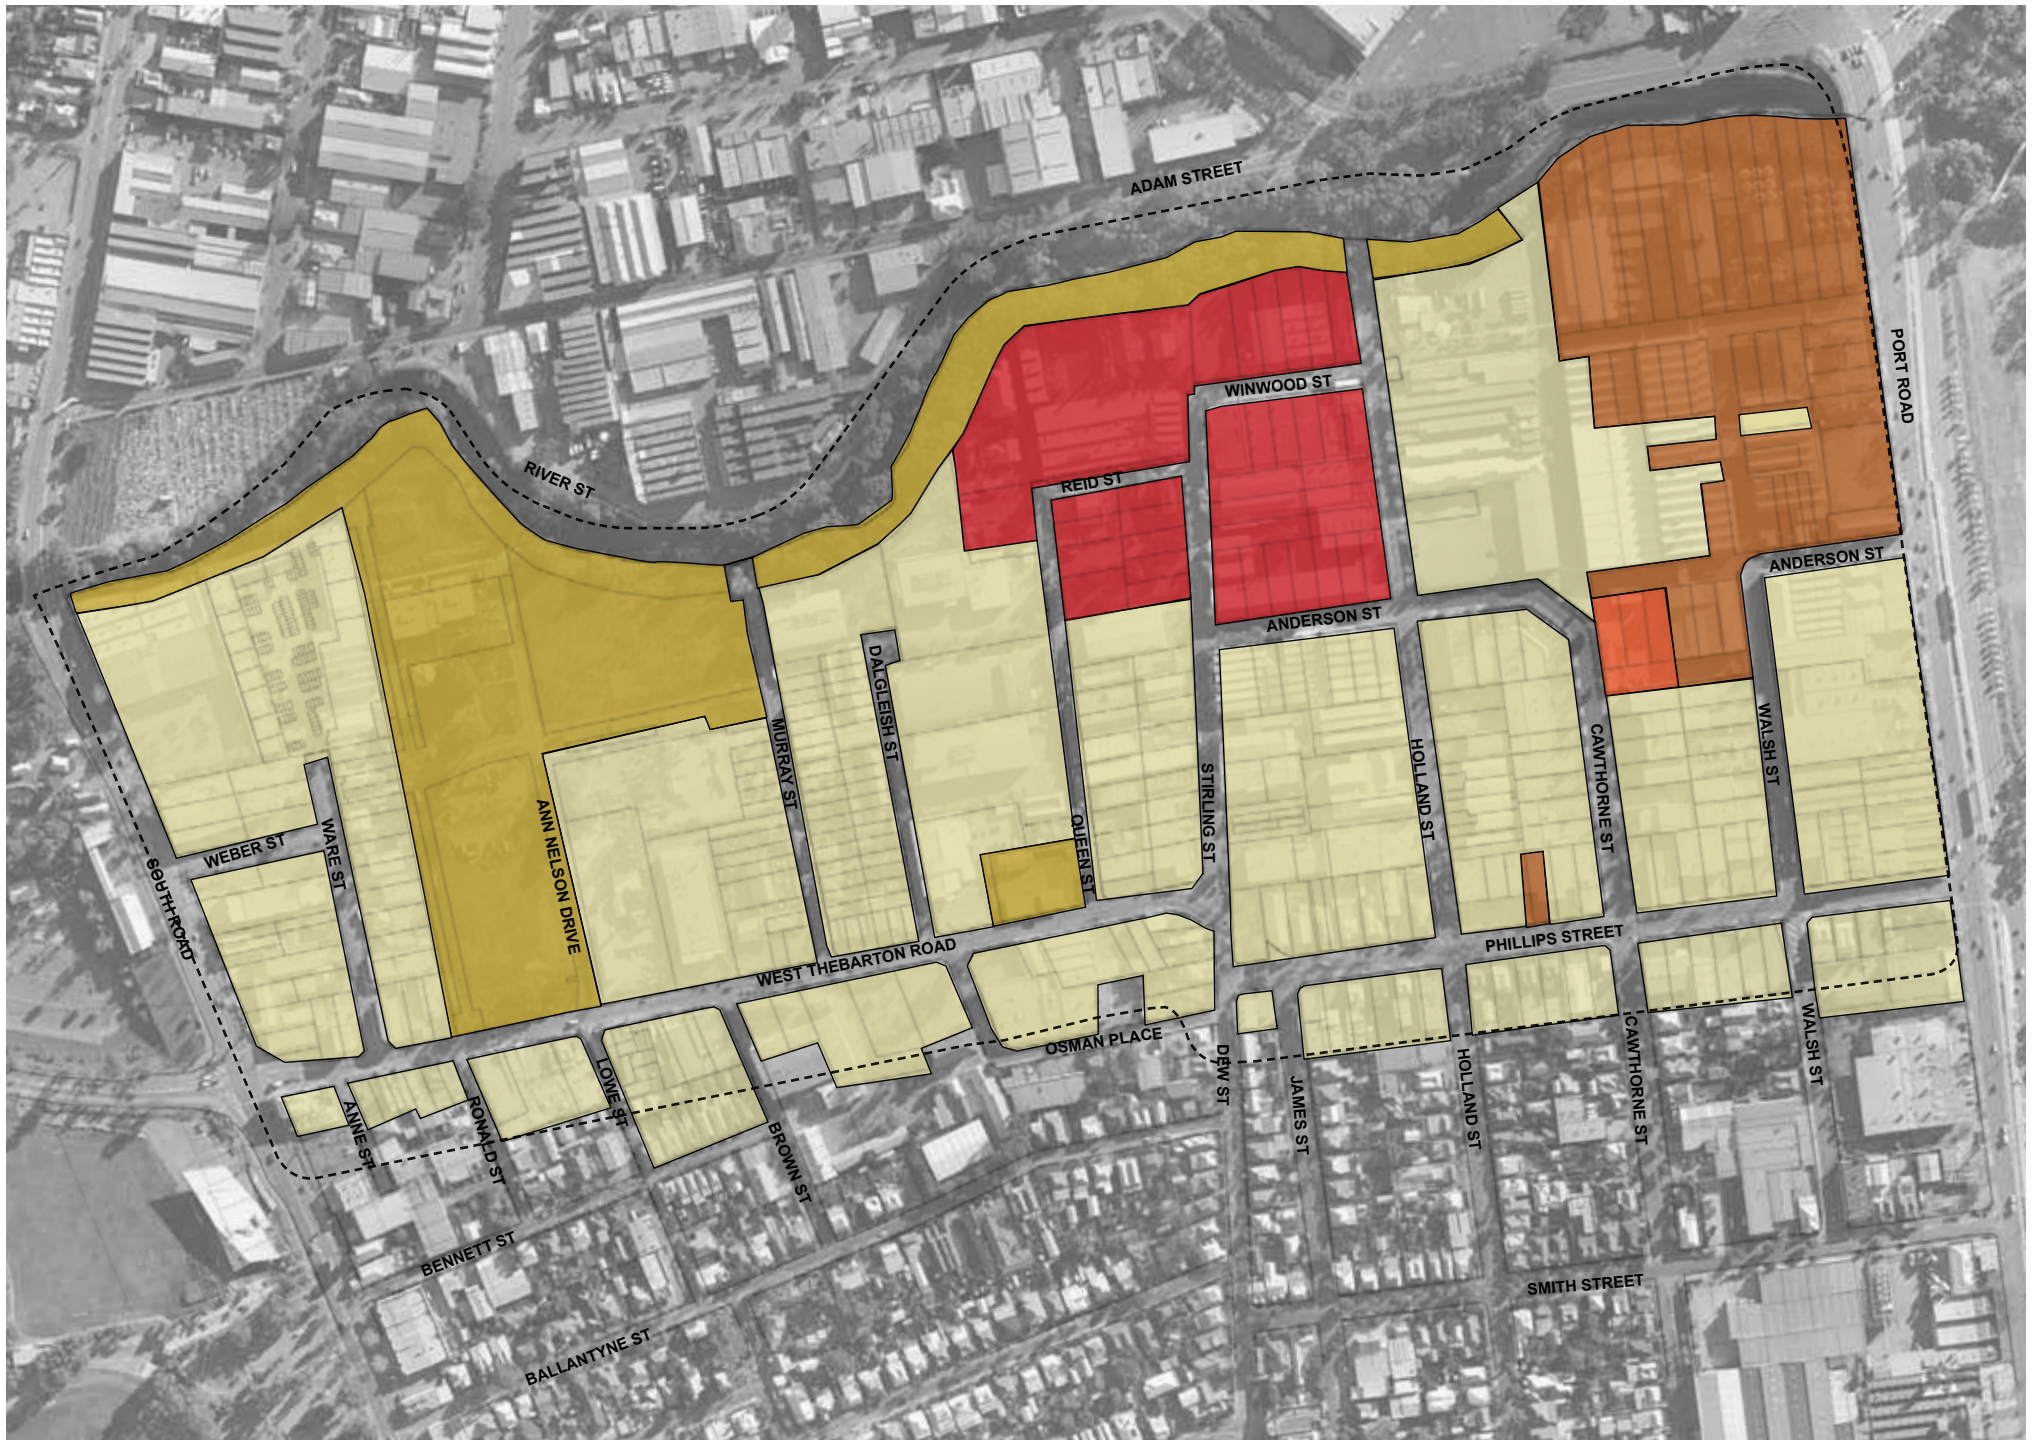 ADAM STREET
PORT ROAD
WINWOOD ST
RIVER ST
REID ST
ANDERSON ST
ANDERSON ST
DALGLEISH ST
MURRAY ST
WALSH ST
CAWTHORNE ST
HOLLAND ST
STIRLING ST
QUEEN ST
ANN NELSON DRIVE
WARE ST
WEBER ST
SOUTH ROAD
WEST THEBARTON ROAD
PHILLIPS STREET
OSMAN PLACE
DEW ST
JAMES ST
HOLLAND ST
CAWTHORNE ST
WALSH ST
LOWE ST
ANNE ST
RONALD ST
BROWN ST
BENNETT ST
SMITH STREET
BALLANTYNE ST